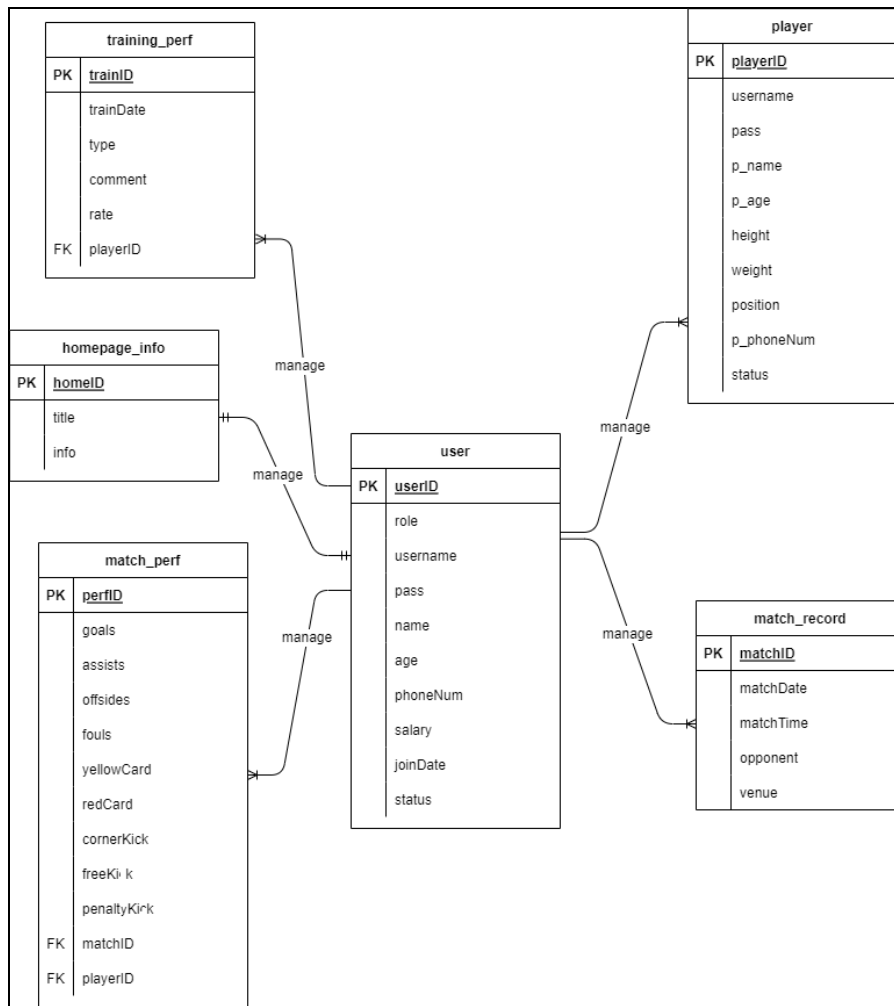 training_perf
PK trainID
trainDate
type
comment
rate
FK playerID
player
PK playerID
username
pass
p_name
p_age
height
weight
position
p_phoneNum
status
homepage_info
PK homeID
title
info
manage
manage
manage
manage
manage
user
PK userID
role
username
pass
name
age
phoneNum
salary
joinDate
status
match_perf
PK perfID
goals
assists
offsides
fouls
yellowCard
redCard
cornerKick
freeKick
penaltyKick
FK matchID
FK playerID
match_record
PK matchID
matchDate
matchTime
opponent
venue